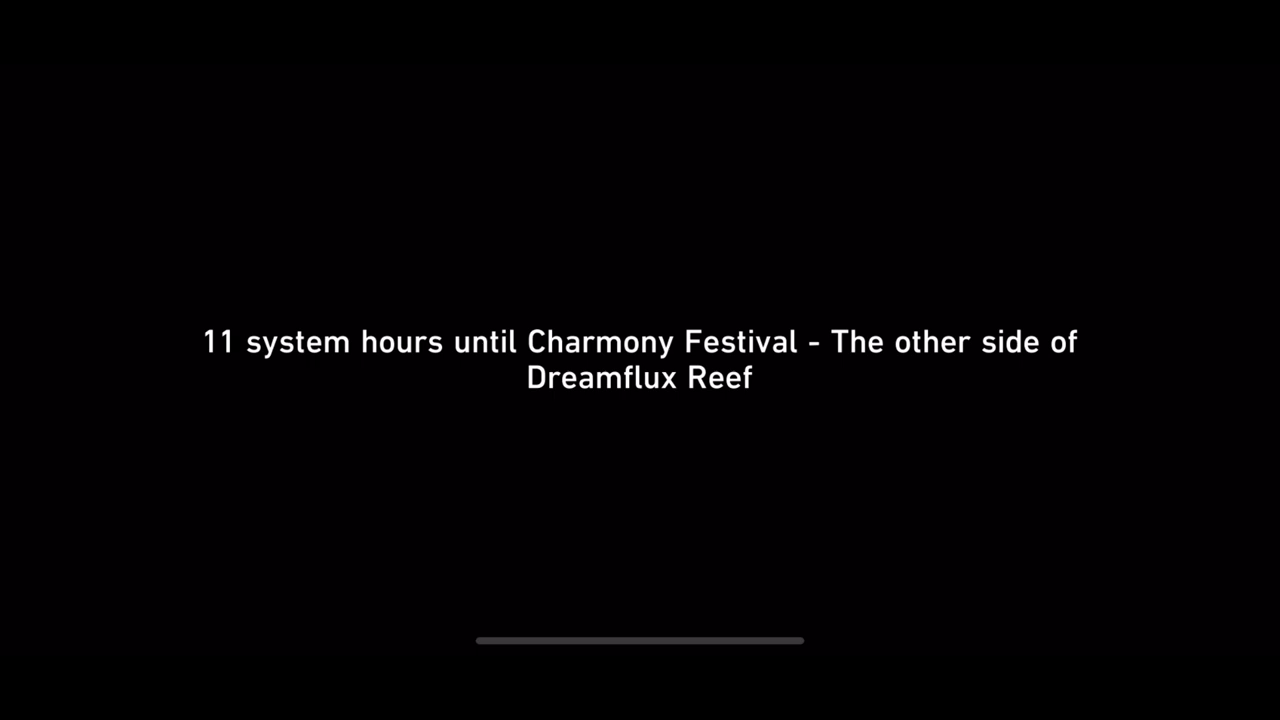 11 system hours until Charmony Festival - The other side of
Dreamflux Reef